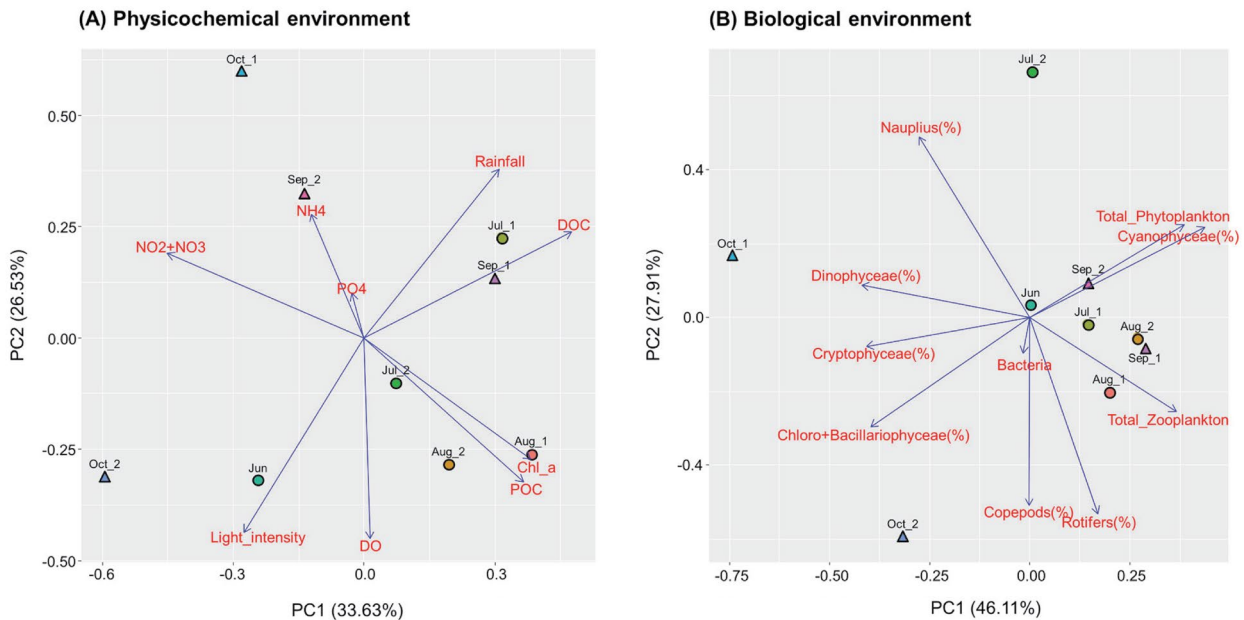 (A) Physicochemical environment
Oct_1
0.50
Rainfall
Sep_2
NH4
Jul_1
DOC
0.25
NO2+NO3
Sep_1
PO4
PC2 (26.53%)
0.00
Jul_2
-0.25
Aug_1
Aug_2
Chl_a
Oct_2
Jun
POC
Light_intensity
DO
-0.50
-0.6
-0.3
0.0
0.3
PC1 (33.63%)
(B) Biological environment
Jul_2
Nauplius(%)
0.4
Total_Phytoplankton
Cyanophyceae(%)
Oct_1
Dinophyceae(%)
Sep_2
Jun
PC2 (27.91%)
0.0
Jul_1
Aug_2
Cryptophyceae(%)
Bacteria
Sep_1
Aug_1
Total_Zooplankton
Chloro+Bacillariophyceae(%)
-0.4
Copepods(%)
Rotifers(%)
Oct_2
-0.75
-0.50
-0.25
0.00
0.25
PC1 (46.11%)